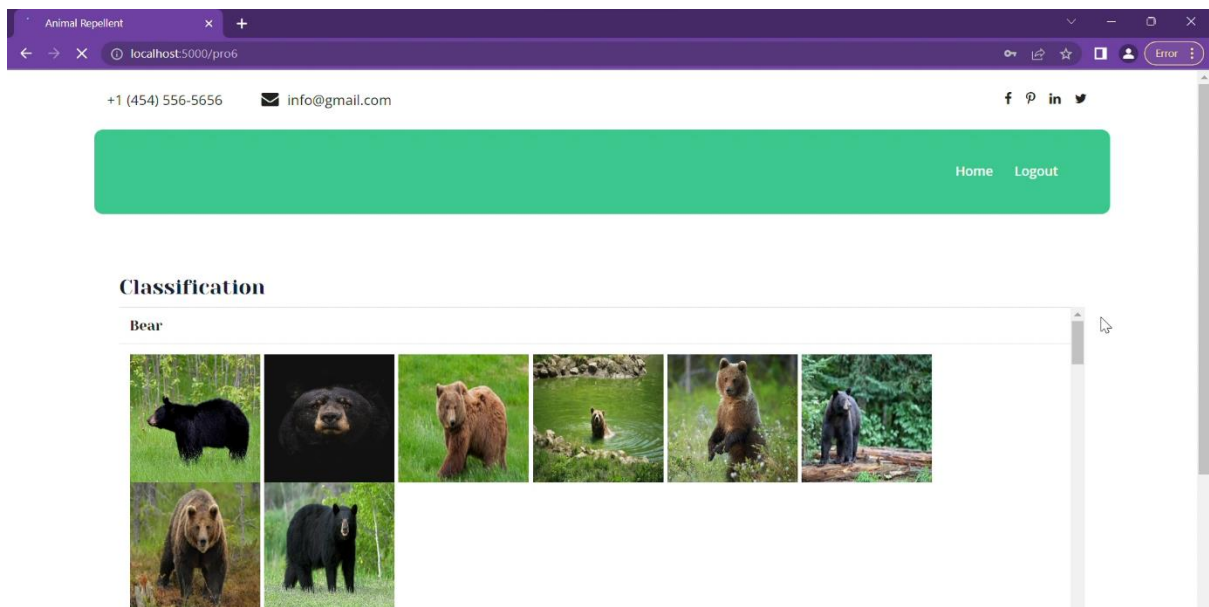 Animal Repellent
localhost:5000/pro6
Error
+1 (454) 556-5656
info@gmail.com
Home Logout
Classification
Bear